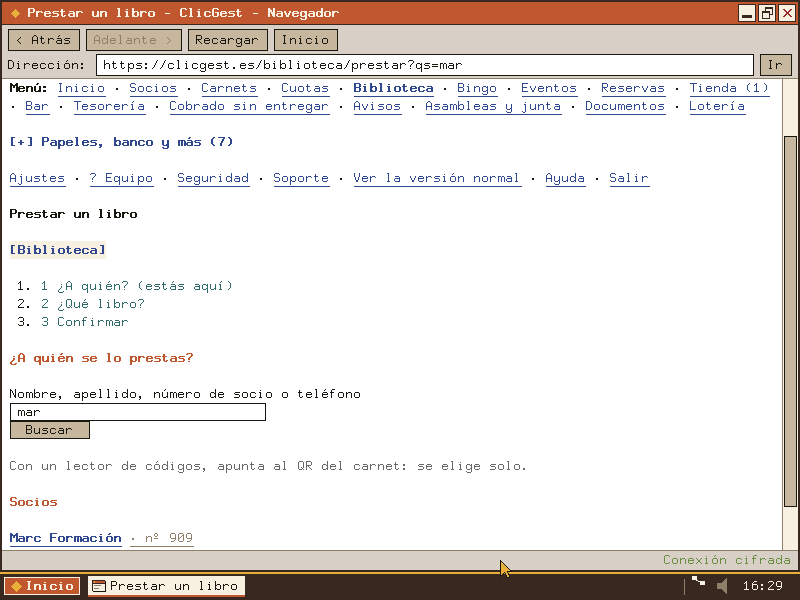 Prestar un libro - ClicGest - Navegador
< Atrás Adelante > Recargar Inicio
Dirección: https://clicgest.es/biblioteca/prestar?qs=mar Ir
Menú: Inicio · Socios · Carnets · Cuotas · Biblioteca · Bingo · Eventos · Reservas · Tienda (1)
· Bar · Tesorería · Cobrado sin entregar · Avisos · Asambleas y junta · Documentos · Lotería
[+] Papeles, banco y más (7)
Ajustes · ? Equipo · Seguridad · Soporte · Ver la versión normal · Ayuda · Salir
Prestar un libro
[Biblioteca]
1. 1 ¿A quién? (estás aquí)
2. 2 ¿Qué libro?
3. 3 Confirmar
¿A quién se lo prestas?
Nombre, apellido, número de socio o teléfono
mar
Buscar
Con un lector de códigos, apunta al QR del carnet: se elige solo.
Socios
Marc Formación · nº 909
Conexión cifrada
Inicio Prestar un libro 16:29